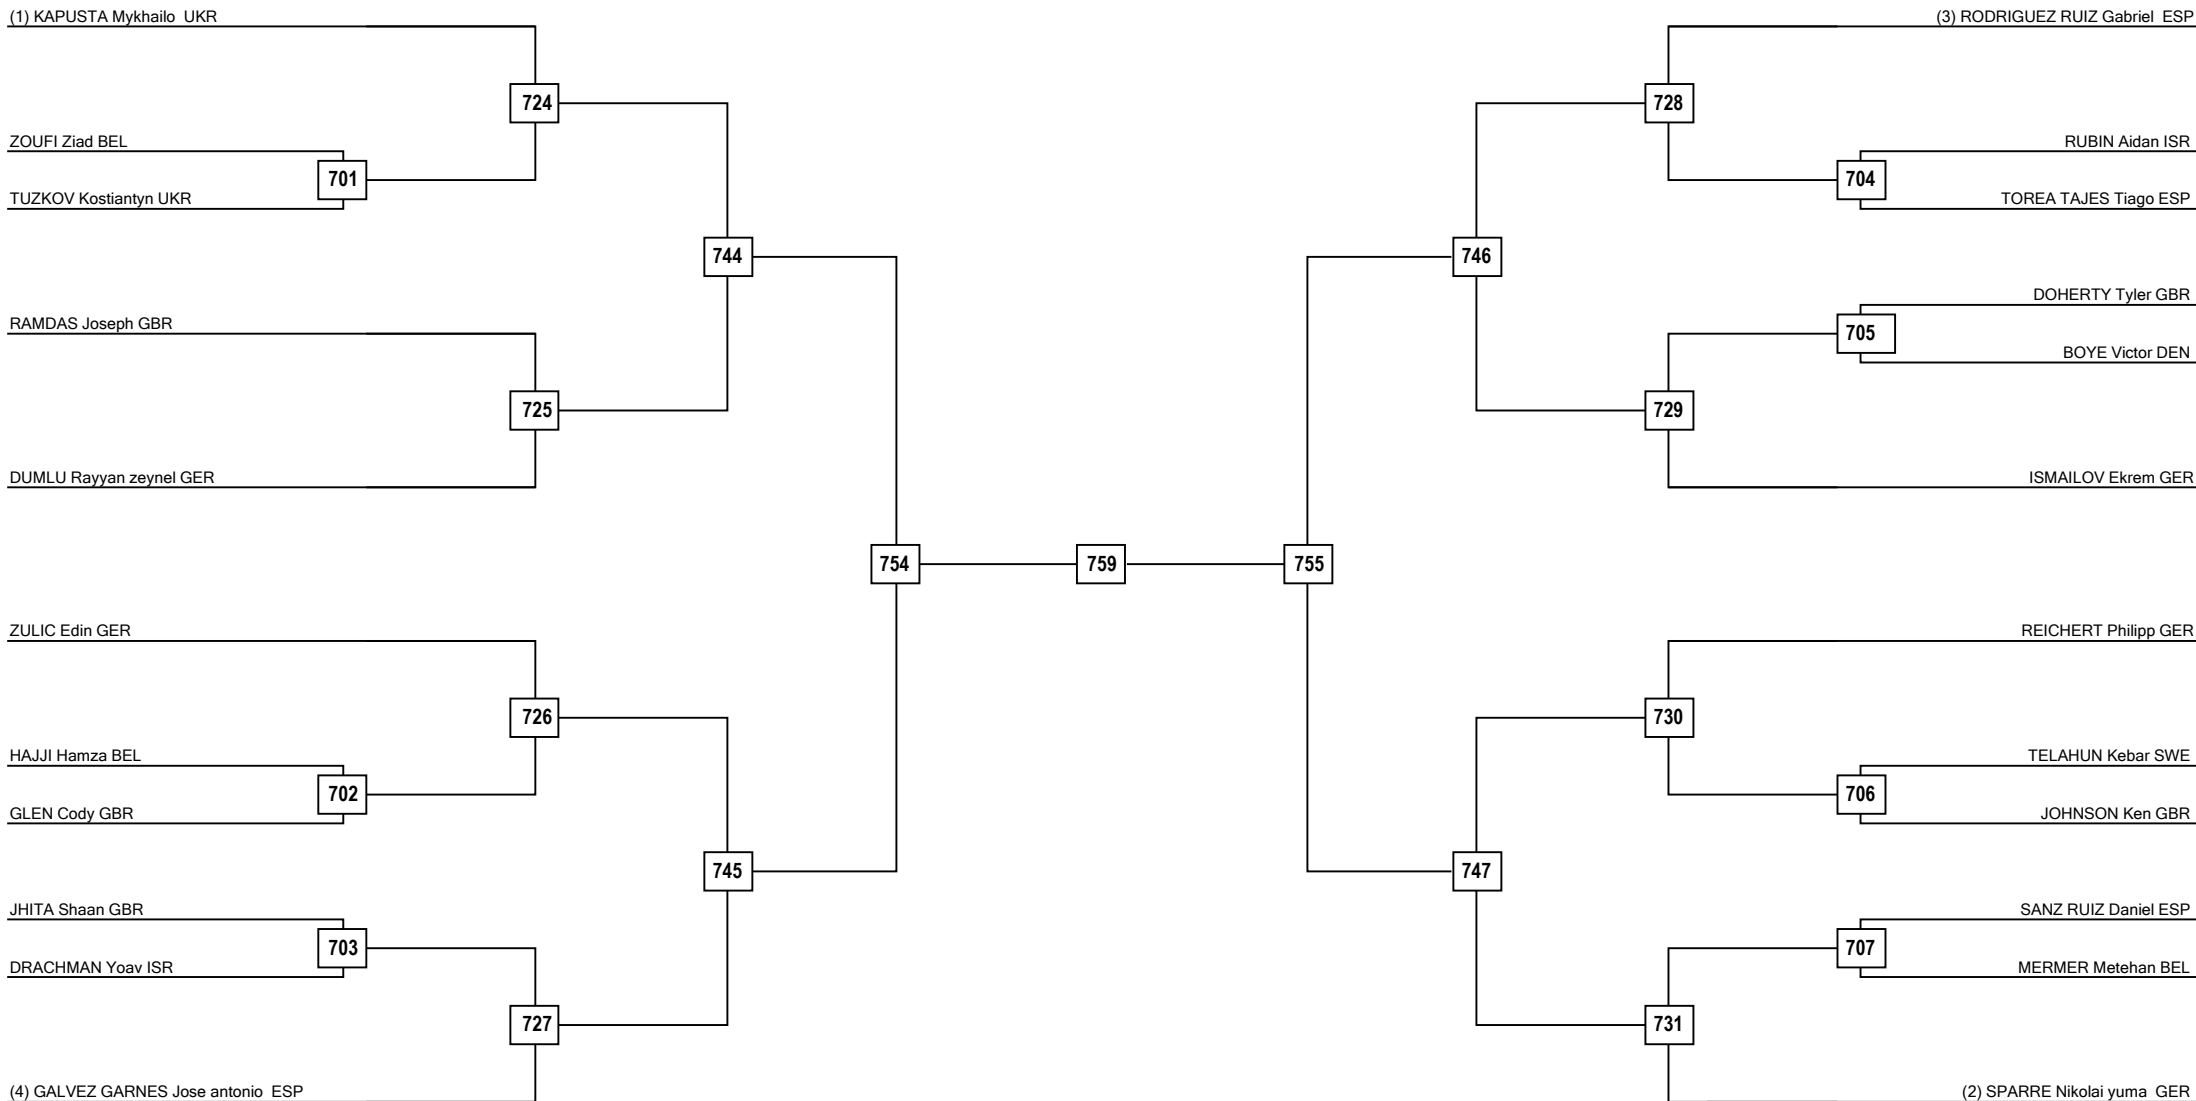 (1) KAPUSTA Mykhailo  UKR
724
ZOUFI Ziad BEL
701
TUZKOV Kostiantyn UKR
744
RAMDAS Joseph GBR
725
DUMLU Rayyan zeynel GER
754
ZULIC Edin GER
726
HAJJI Hamza BEL
702
GLEN Cody GBR
745
JHITA Shaan GBR
703
DRACHMAN Yoav ISR
727
(4) GALVEZ GARNES Jose antonio  ESP
759
(3) RODRIGUEZ RUIZ Gabriel  ESP
728
RUBIN Aidan ISR
704
TOREA TAJES Tiago ESP
746
DOHERTY Tyler GBR
705
BOYE Victor DEN
729
ISMAILOV Ekrem GER
755
REICHERT Philipp GER
730
TELAHUN Kebar SWE
706
JOHNSON Ken GBR
747
SANZ RUIZ Daniel ESP
707
MERMER Metehan BEL
731
(2) SPARRE Nikolai yuma  GER